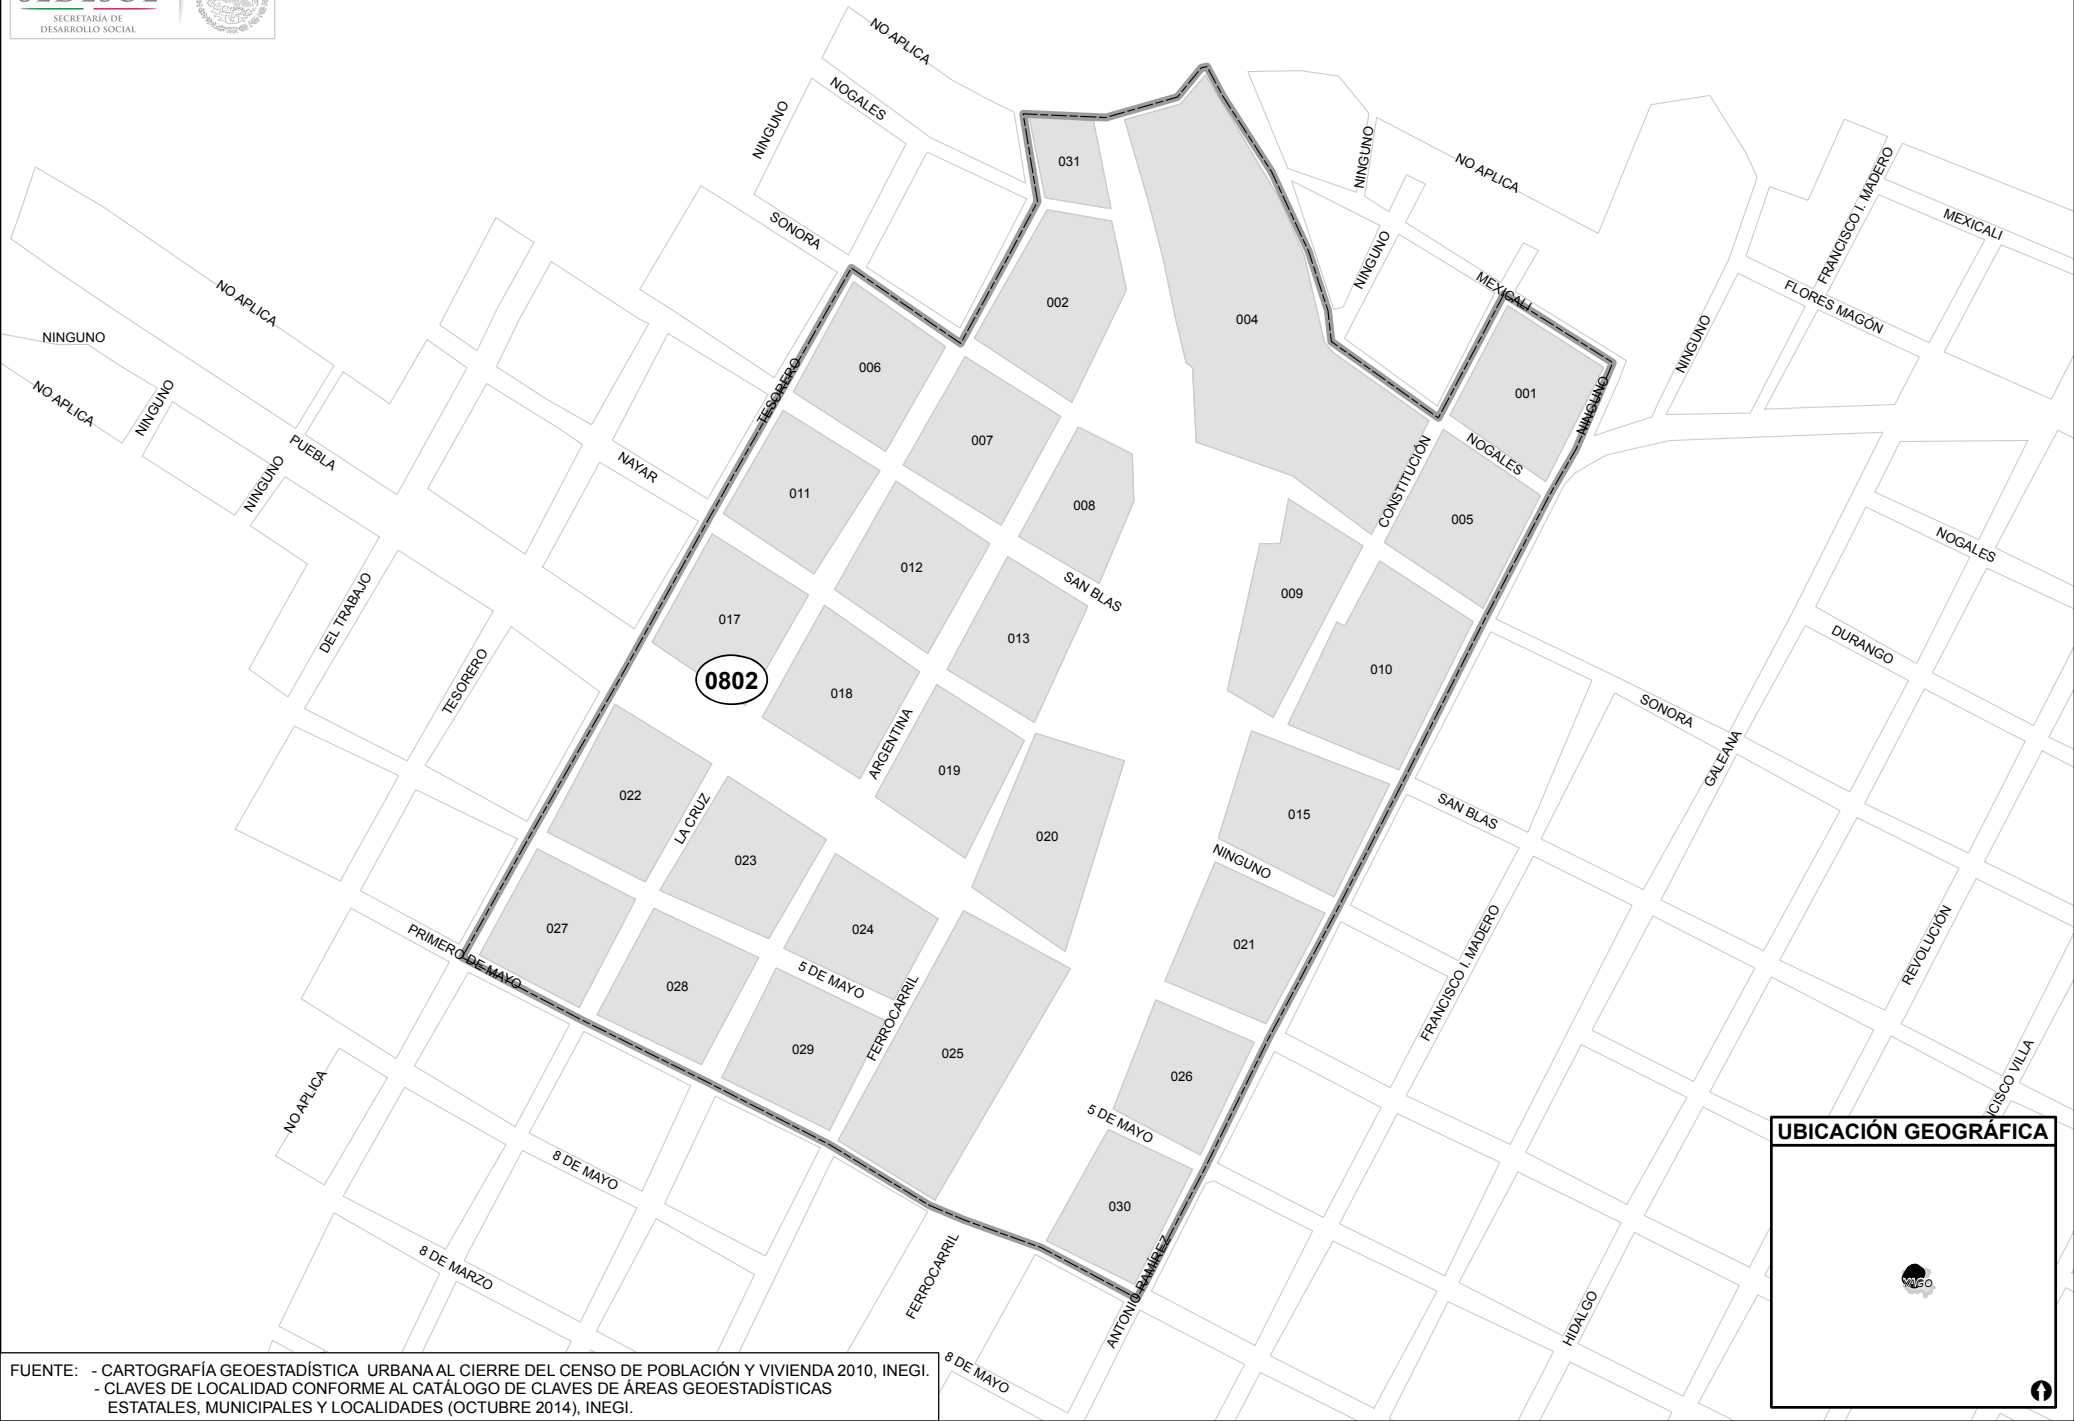 SECRETARÍA DE
DESARROLLO SOCIAL
NO APLICA
NOGALES
NINGUNO
SONORA
031
NINGUNO
NO APLICA
FRANCISCO I. MADERO
MEXICALI
NO APLICA
NINGUNO
NO APLICA
NINGUNO
PUEBLA
NINGUNO
NAYAR
TESORERO
002
004
NINGUNO
MEXICALI
NINGUNO
FLORES MAGÓN
NINGUNO
006
007
001
011
008
CONSTITUCIÓN
NOGALES
005
NOGALES
012
SAN BLAS
009
DEL TRABAJO
017
013
010
DURANGO
TESORERO
0802
018
ARGENTINA
SONORA
GALEANA
022
LA CRUZ
019
015
SAN BLAS
023
020
NINGUNO
027
PRIMERO DE MAYO
024
5 DE MAYO
021
FRANCISCO I. MADERO
REVOLUCIÓN
028
029
FERROCARRIL
025
026
5 DE MAYO
NCISCO VILLA
NO APLICA
8 DE MAYO
030
8 DE MARZO
FERROCARRIL
ANTONIO RAMÍREZ
HIDALGO
8 DE MAYO
UBICACIÓN GEOGRÁFICA
YAGO
FUENTE: - CARTOGRAFÍA GEOESTADÍSTICA URBANA AL CIERRE DEL CENSO DE POBLACIÓN Y VIVIENDA 2010, INEGI.
- CLAVES DE LOCALIDAD CONFORME AL CATÁLOGO DE CLAVES DE ÁREAS GEOESTADÍSTICAS
ESTATALES, MUNICIPALES Y LOCALIDADES (OCTUBRE 2014), INEGI.